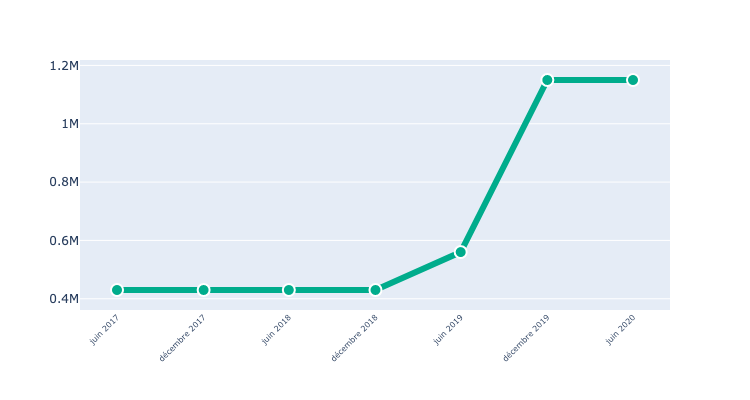 1.2M
1M
0.8M
0.6M
0.4M
juin 2017
décembre 2017
juin 2018
décembre 2018
juin 2019
décembre 2019
juin 2020